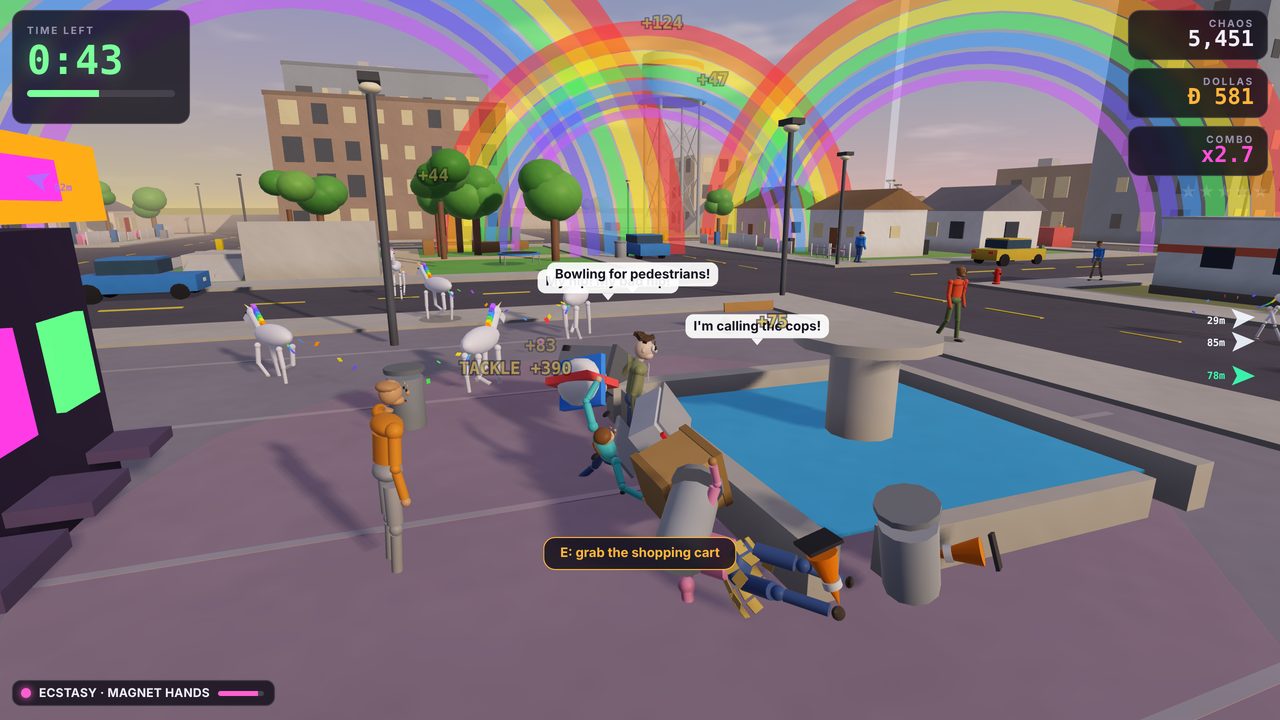 TIME LEFT
0:43
CHAOS
5,451
DOLLAS
Đ 581
COMBO
x2.7
+124
+47
+44
Bowling for pedestrians!
I'm calling the cops!
+75
+83
TACKLE +390
29m
85m
78m
E: grab the shopping cart
ECSTASY · MAGNET HANDS